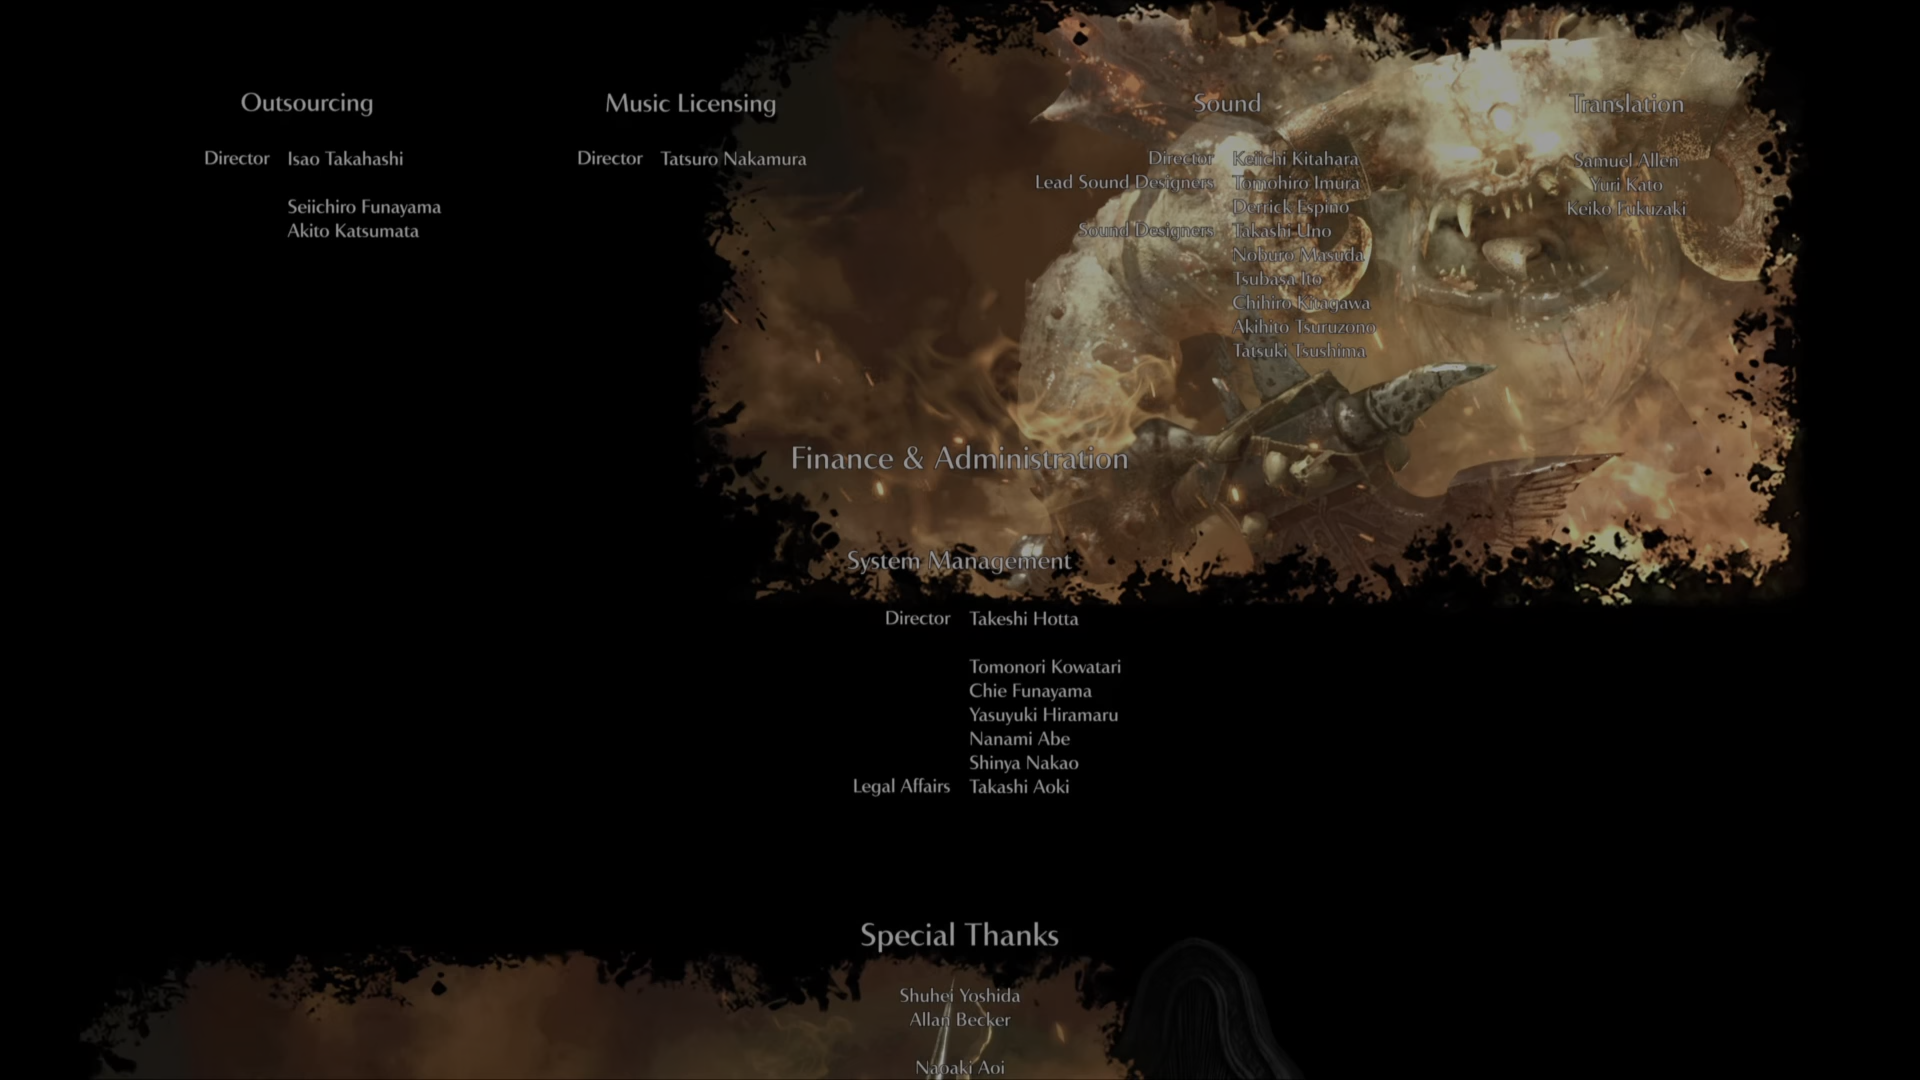 Outsourcing
Director Isao Takahashi
Seiichiro Funayama
Akito Katsumata
Music Licensing
Director Tatsuro Nakamura
Sound
Director Keiichi Kitahara
Lead Sound Designers Tomohiro Imura
Derrick Espino
Sound Designers Takashi Uno
Noburo Masuda
Tsubasa Ito
Chihiro Kitagawa
Akihito Tsuruzono
Tatsuki Tsushima
Translation
Samuel Allen
Yuri Kato
Keiko Fukuzaki
Finance & Administration
System Management
Director Takeshi Hotta
Tomonori Kowatari
Chie Funayama
Yasuyuki Hiramaru
Nanami Abe
Shinya Nakao
Legal Affairs Takashi Aoki
Special Thanks
Shuhei Yoshida
Allan Becker
Naoaki Aoi